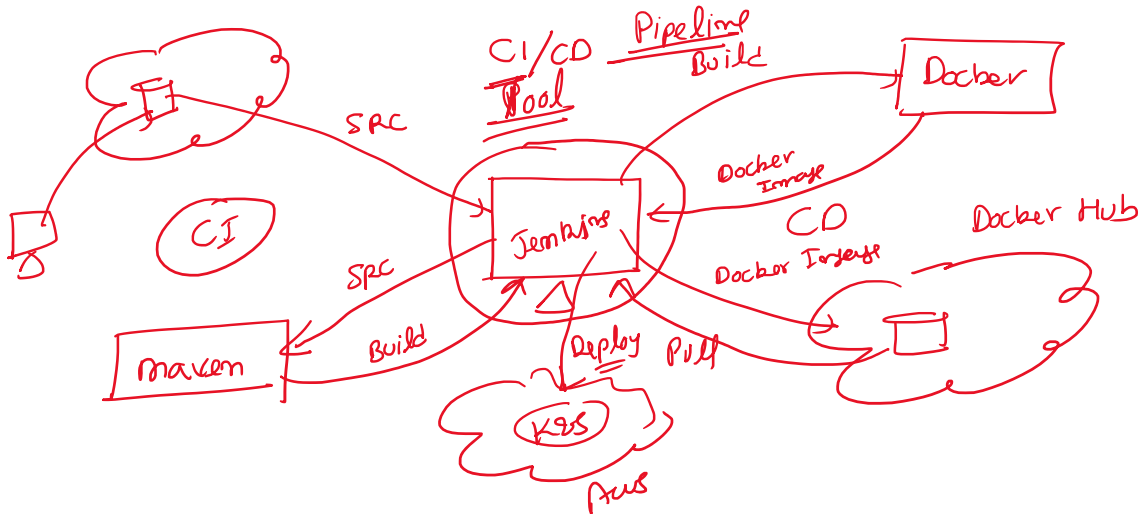 CI/CD
Tool
Pipeline
Build
Docker
SRC
Docker
Image
CI
Jenkins
CD
Docker Hub
SRC
Docker Image
Build
Deploy
Pull
maven
K8S
AWS